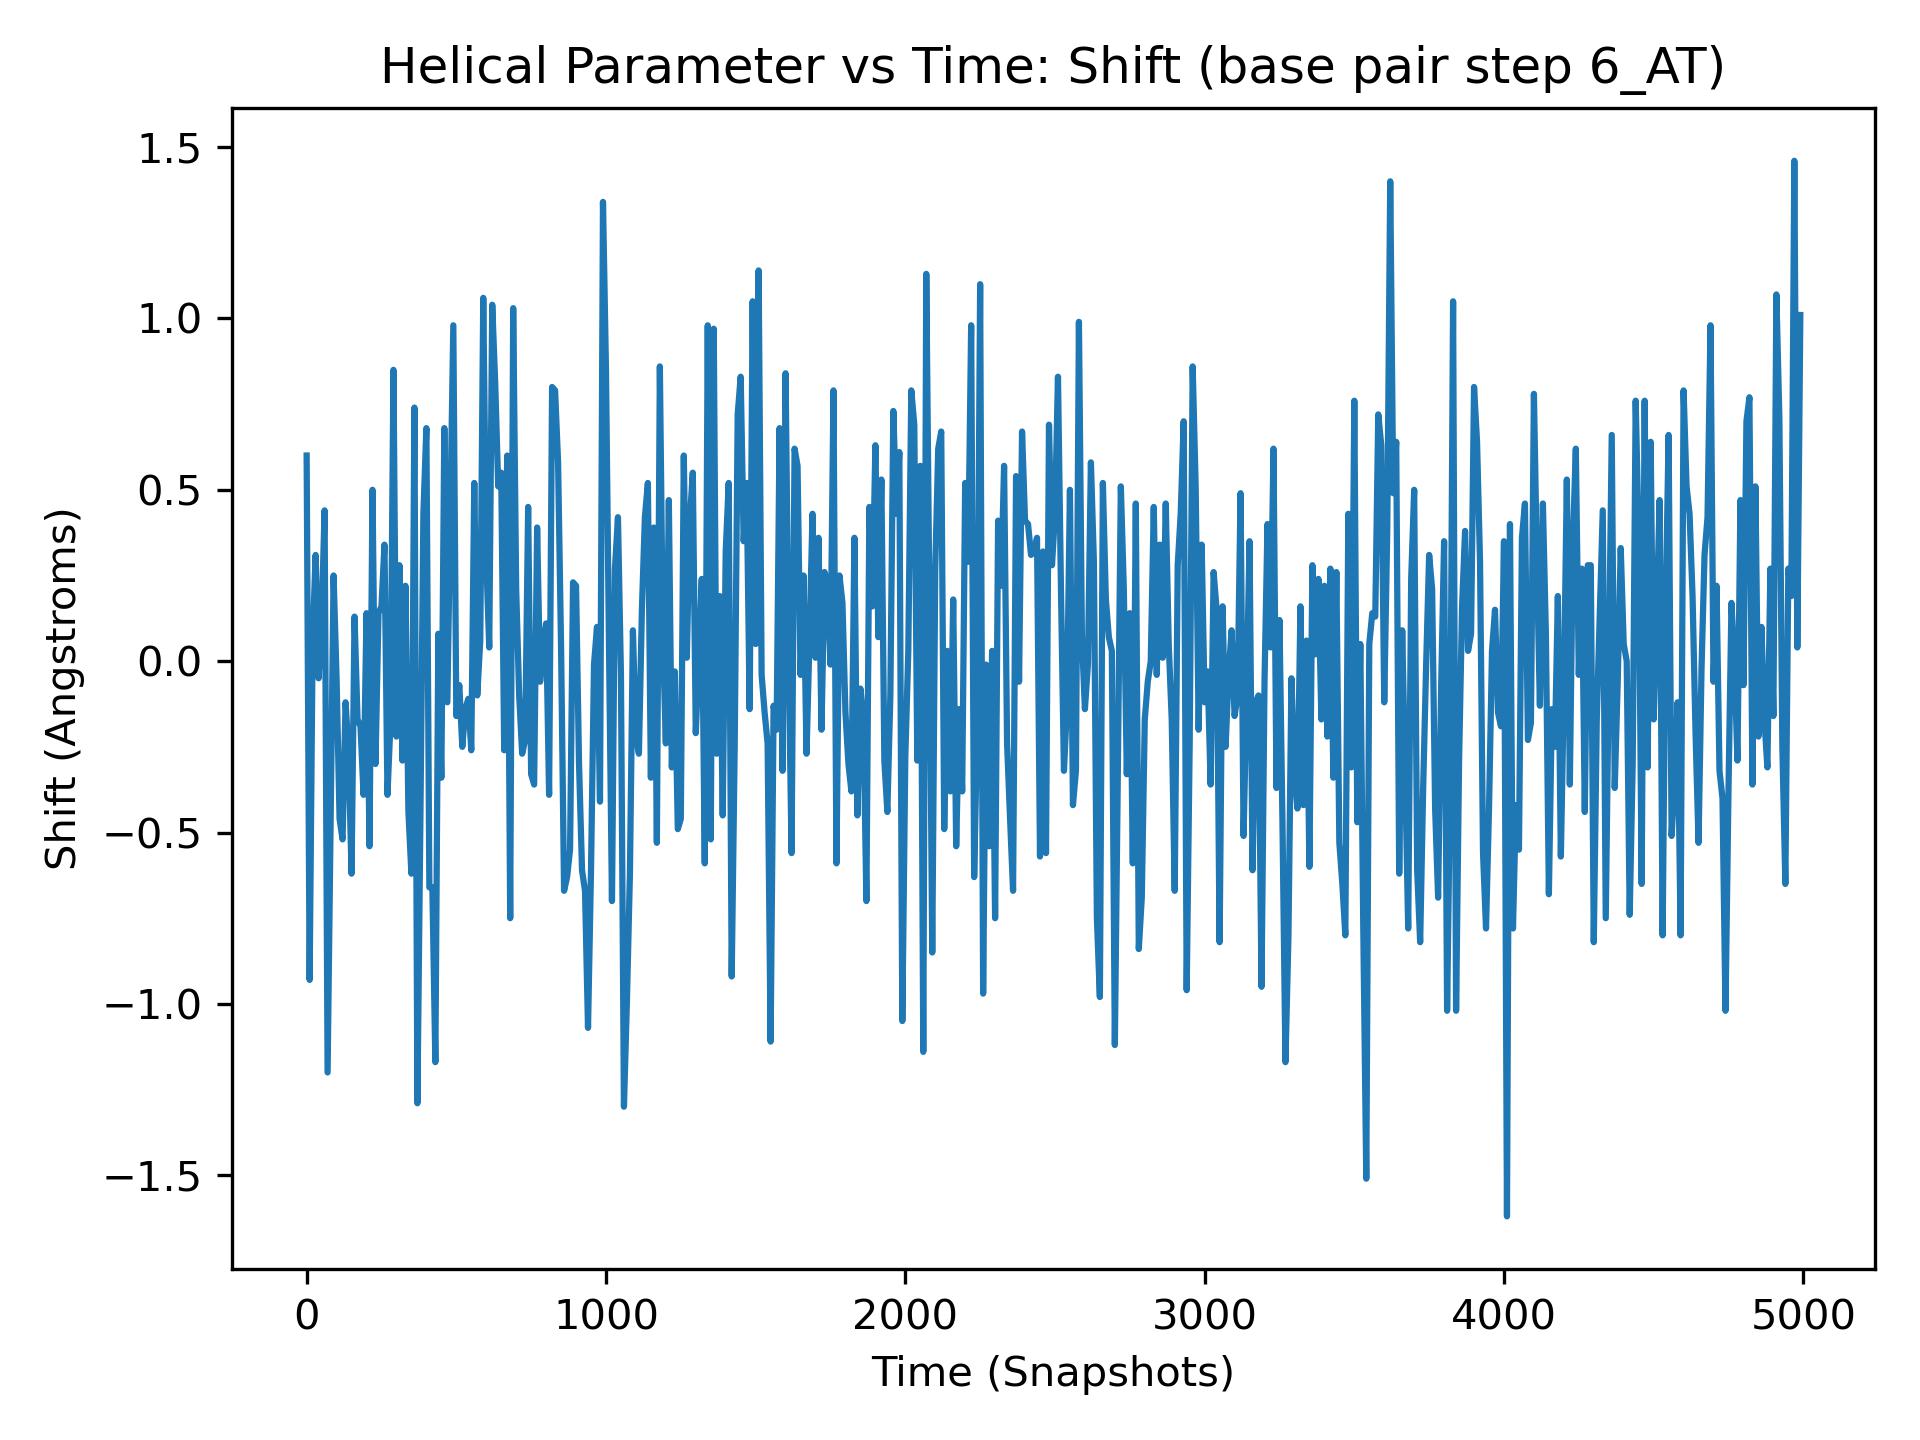 Helical Parameter vs Time: Shift (base pair step 6_AT)
1.5
1.0
0.5
0.0
−0.5
−1.0
−1.5
Shift (Angstroms)
0 1000 2000 3000 4000 5000
Time (Snapshots)